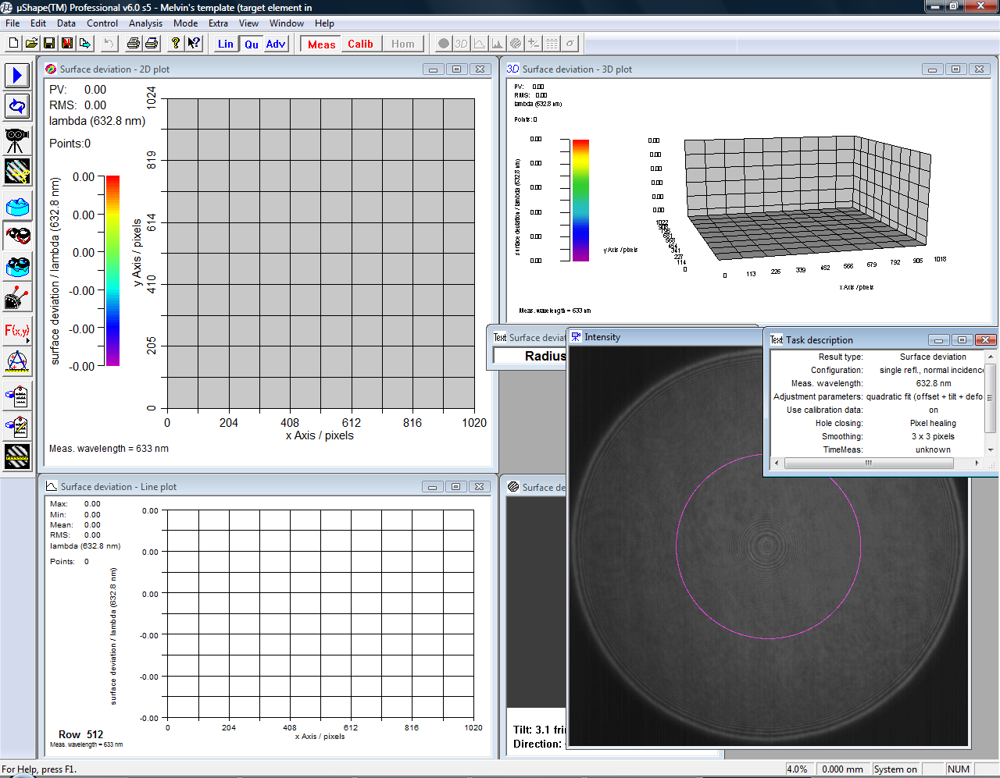 µShape(TM) Professional v6.0 s5 - Melvin's template (target element in
File Edit Data Control Analysis Mode Extra View Window Help
Lin Qu Adv Meas Calib Hom 3D σ
Surface deviation - 2D plot
PV: 0.00
RMS: 0.00
lambda (632.8 nm)
Points:0
0.00
0.00
0.00
-0.00
-0.00
-0.00
surface deviation / lambda (632.8 nm)
1024
819
614
410
205
0
y Axis / pixels
0 204 408 612 816 1020
x Axis / pixels
Meas. wavelength = 633 nm
3D Surface deviation - 3D plot
PV: 0.00
RMS: 0.00
lambda (632.8 nm)
Points: 0
0.00
0.00
0.00
0.00
0.00
0.00
surface deviation / lambda (632.8 nm)
0.00
0.00
0.00
0.00
0.00
1022
908
795
681
568
454
341
227
114
0
y Axis / pixels
0 113 226 339 452 566 679 792 905 1018
x Axis / pixels
Meas. wavelength = 633 nm
F(x,y)
Text Surface deviat
Radius
Intensity
Text Task description
Result type: Surface deviation
Configuration: single refl., normal incidence
Meas. wavelength: 632.8 nm
Adjustment parameters: quadratic fit (offset + tilt + defo
Use calibration data: on
Hole closing: Pixel healing
Smoothing: 3 x 3 pixels
TimeMeas: unknown
Surface deviation - Line plot
Max: 0.00
Min: 0.00
Mean: 0.00
RMS: 0.00
lambda (632.8 nm)
Points: 0
surface deviation / lambda (632.8 nm)
0.00
0.00
0.00
-0.00
-0.00
-0.00
0 204 408 612 816 1020
x Axis / pixels
Row 512
Meas. wavelength = 633 nm
Surface de
Tilt: 3.1 frin
Direction: -
For Help, press F1.
4.0% 0.000 mm System on NUM